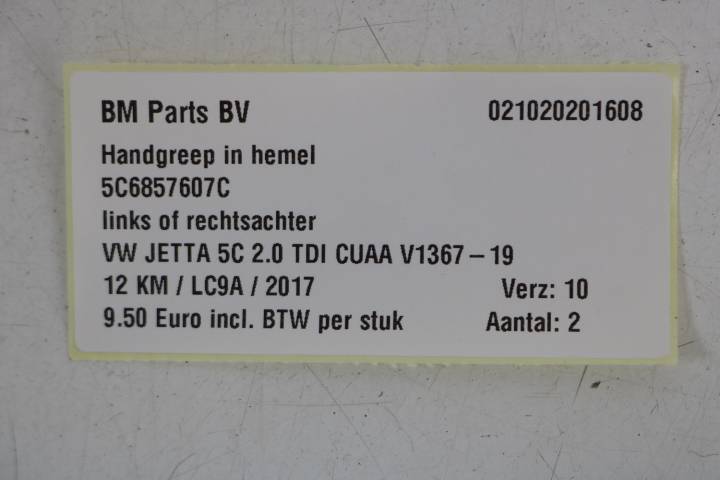 BM Parts BV 021020201608
Handgreep in hemel
5C6857607C
links of rechtsachter
VW JETTA 5C 2.0 TDI CUAA V1367-19
12 KM / LC9A / 2017 Verz: 10
9.50 Euro incl. BTW per stuk Aantal: 2